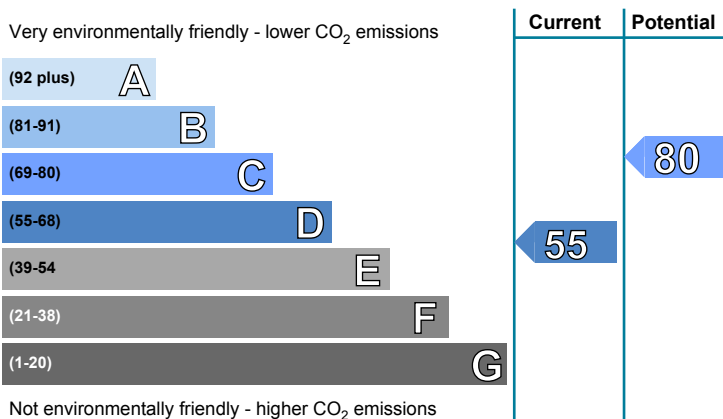 Current Potential
Very environmentally friendly - lower CO2 emissions
(92 plus) A
(81-91) B
(69-80) C
80
(55-68) D
55
(39-54 E
(21-38) F
(1-20) G
Not environmentally friendly - higher CO2 emissions